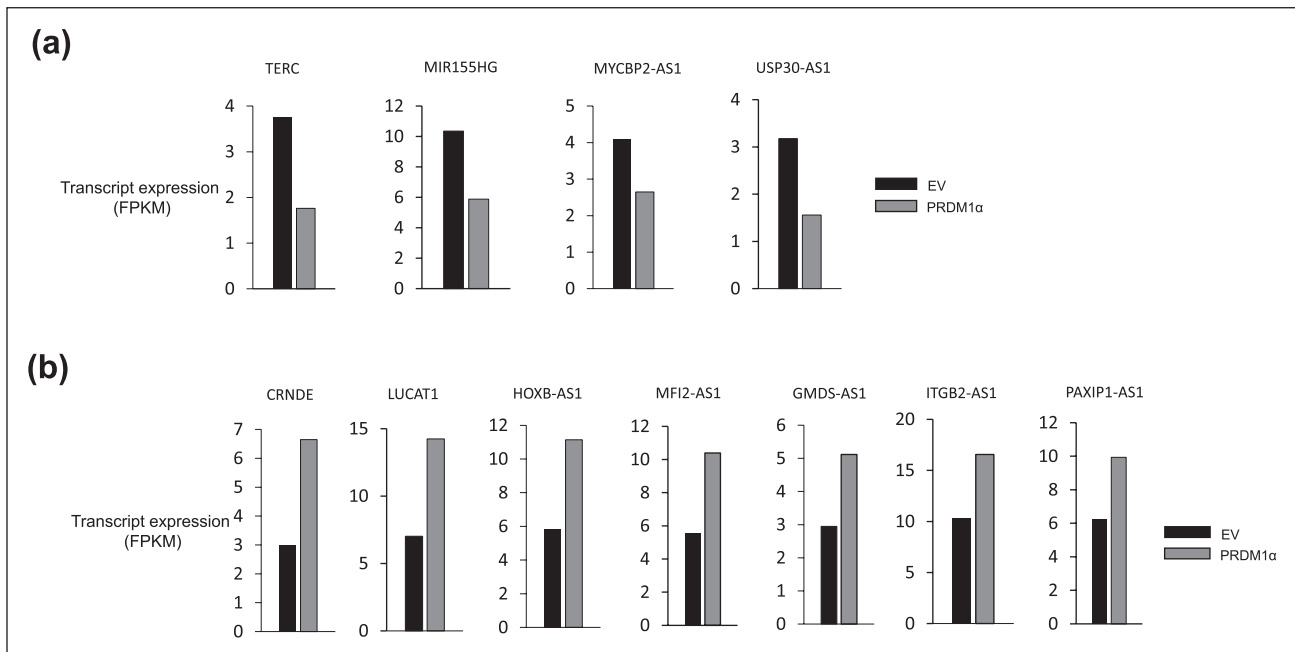 (a)
TERC MIR155HG MYCBP2-AS1 USP30-AS1
4 12 5 4
3 10 4 3
2 8 3 2
1 6 2 1
0 4 1 0
2 0
0
Transcript expression
(FPKM)
EV
PRDM1α
(b)
CRNDE LUCAT1 HOXB-AS1 MFI2-AS1 GMDS-AS1 ITGB2-AS1 PAXIP1-AS1
7 15 12 12 6 20 12
6 10 10 10 5 15 10
5 5 8 8 4 10 8
4 0 6 6 3 5 6
3 4 4 2 0 4
2 2 2 1 2
1 0 0 0 0
0
Transcript expression
(FPKM)
EV
PRDM1α